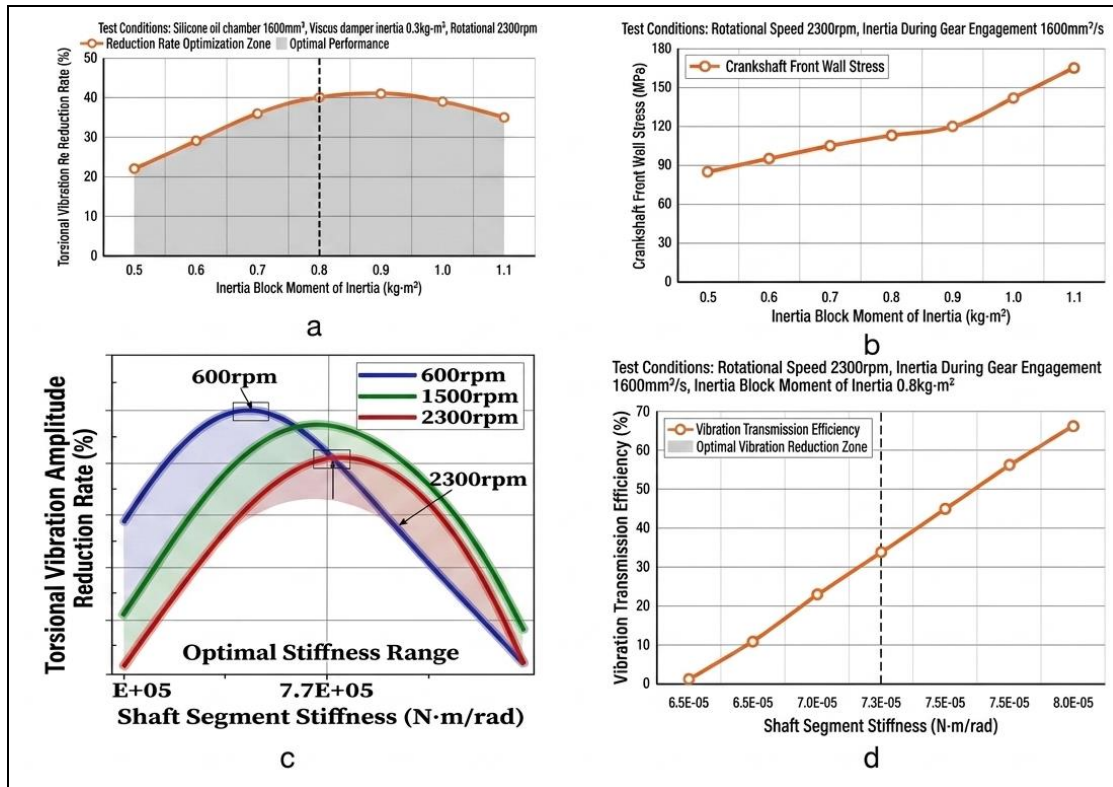 Test Conditions: Silicone oil chamber 1600mm³, Viscus damper inertia 0.3kg-m², Rotational 2300rpm
Reduction Rate Optimization Zone
Optimal Performance
Torsional Vibration Re Reduction Rate (%)
50
40
30
20
10
0
0.5 0.6 0.7 0.8 0.9 1.0 1.1
Inertia Block Moment of Inertia (kg·m²)
a
Test Conditions: Rotational Speed 2300rpm, Inertia During Gear Engagement 1600mm²/s
Crankshaft Front Wall Stress
Crankshaft Front Wall Stress (MPa)
180
150
120
90
60
30
0
0.5 0.6 0.7 0.8 0.9 1.0 1.1
Inertia Block Moment of Inertia (kg·m²)
b
600rpm
600rpm
1500rpm
2300rpm
2300rpm
Torsional Vibration Amplitude
Reduction Rate (%)
Optimal Stiffness Range
E+05 7.7E+05
Shaft Segment Stiffness (N·m/rad)
c
Test Conditions: Rotational Speed 2300rpm, Inertia During Gear Engagement
1600mm²/s, Inertia Block Moment of Inertia 0.8kg·m²
Vibration Transmission Efficiency
Optimal Vibration Reduction Zone
Vibration Transmission Efficiency (%)
70
60
50
40
30
20
10
0
6.5E-05 6.5E-05 7.0E-05 7.3E-05 7.5E-05 7.5E-05 8.0E-05
Shaft Segment Stiffness (N·m/rad)
d